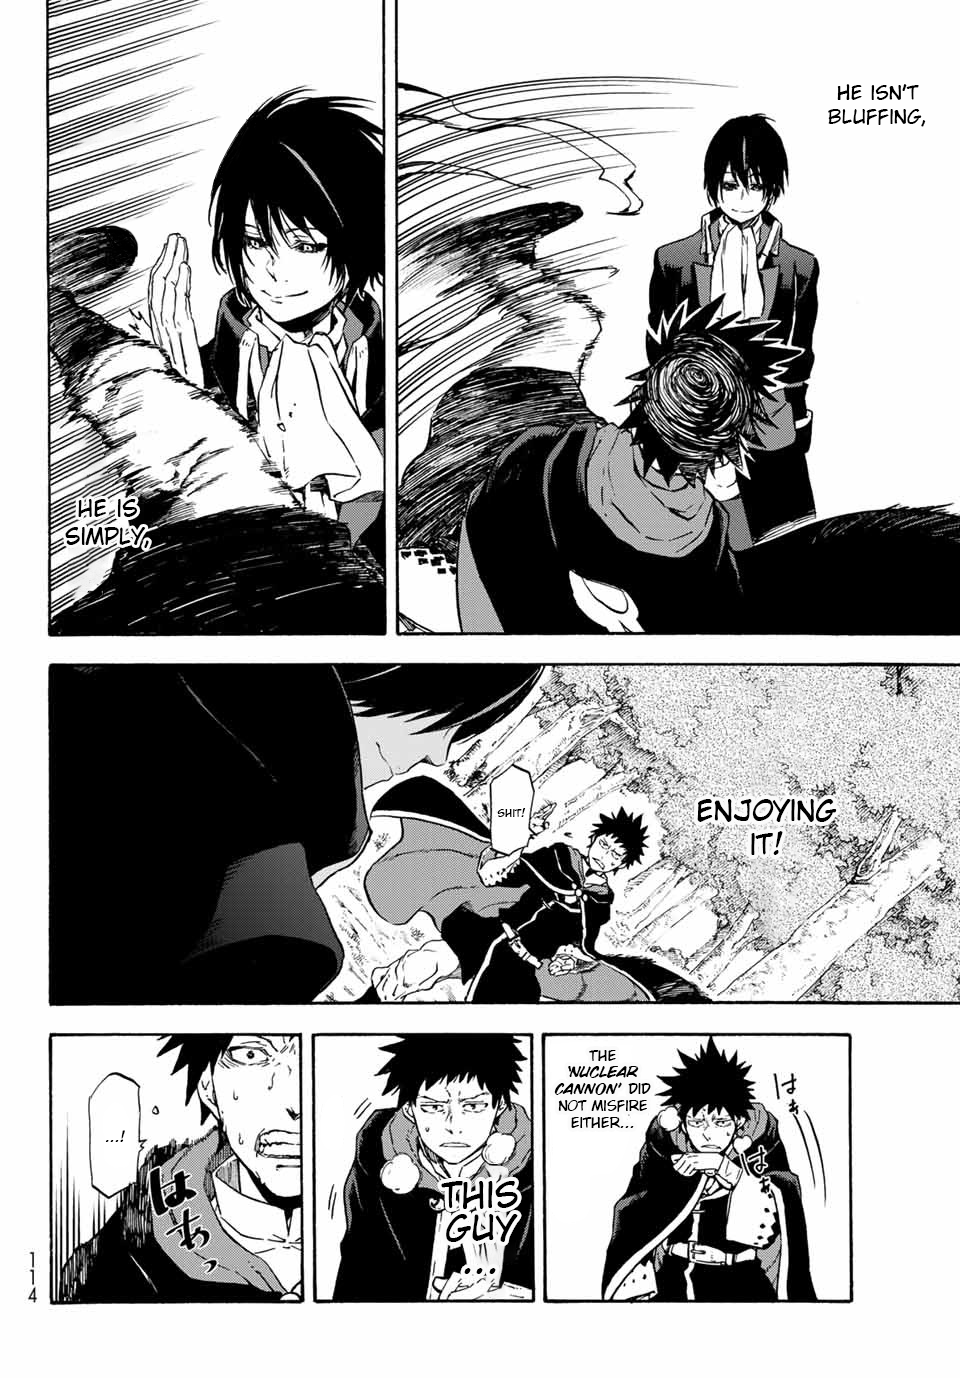 HE ISN'T
BLUFFING,
HE IS
SIMPLY,
ENJOYING
IT!
SHIT!
THE
'NUCLEAR
CANNON' DID
NOT MISFIRE
EITHER...
はぁ
はぁ
THIS
GUY
...
...!
はぁっ
114